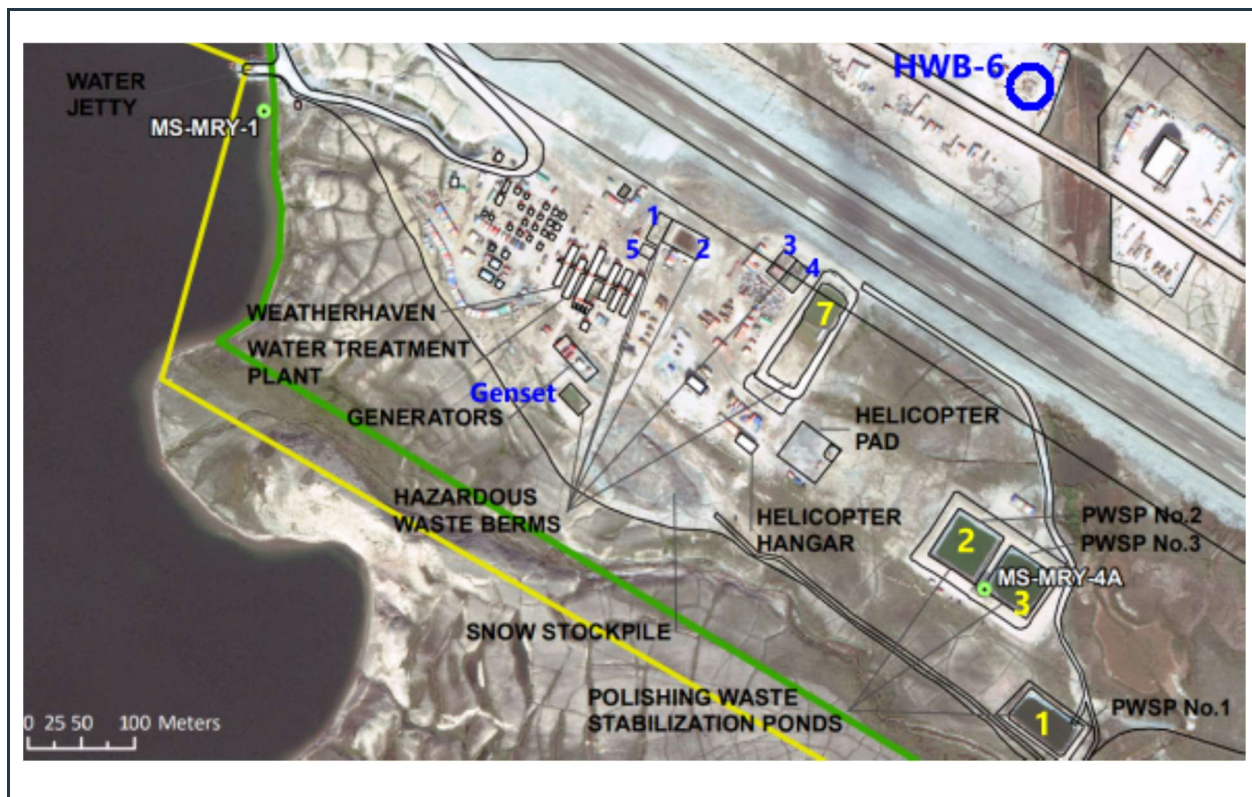 HWB-6
WATER
JETTY
MS-MRY-1
1
5
2
3
4
7
WEATHERHAVEN
WATER TREATMENT
PLANT
Genset
GENERATORS
HELICOPTER
PAD
HAZARDOUS
WASTE BERMS
HELICOPTER
HANGAR
PWSP No.2
PWSP No.3
2
MS-MRY-4A
3
SNOW STOCKPILE
POLISHING WASTE
STABILIZATION PONDS
PWSP No.1
1
0 25 50 100 Meters